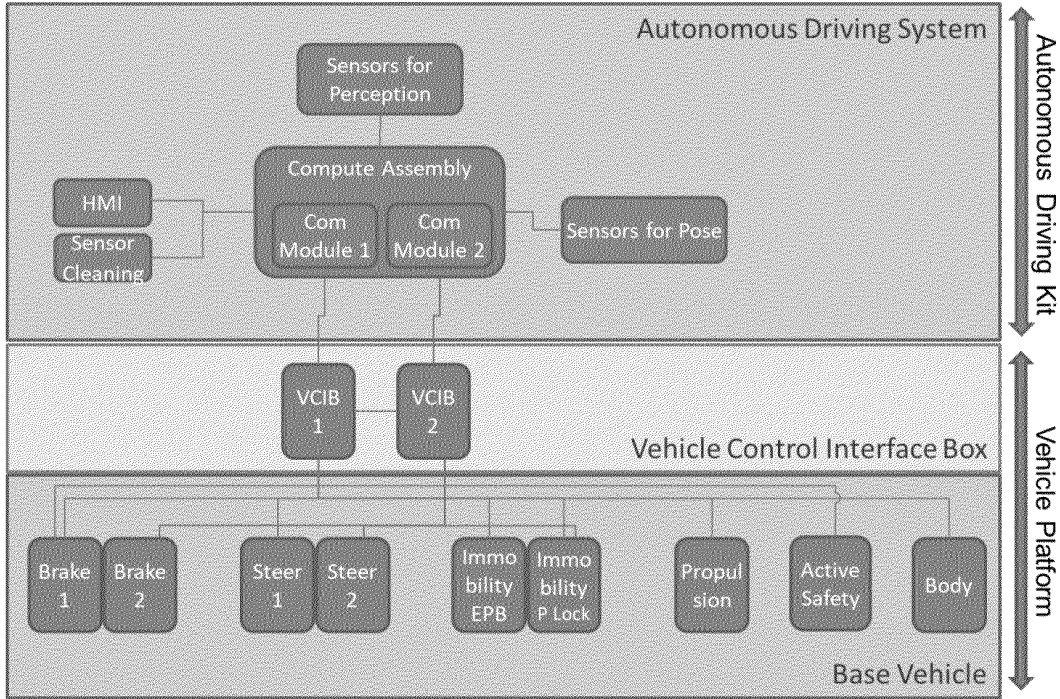 Autonomous Driving System
Sensors for
Perception
Compute Assembly
Com
Module 1
Com
Module 2
HMI
Sensor
Cleaning
Sensors for Pose
Autonomous Driving Kit
VCIB
1
VCIB
2
Vehicle Control Interface Box
Vehicle Platform
Brake
1
Brake
2
Steer
1
Steer
2
Immo
bility
EPB
Immo
bility
P Lock
Propul
sion
Active
Safety
Body
Base Vehicle